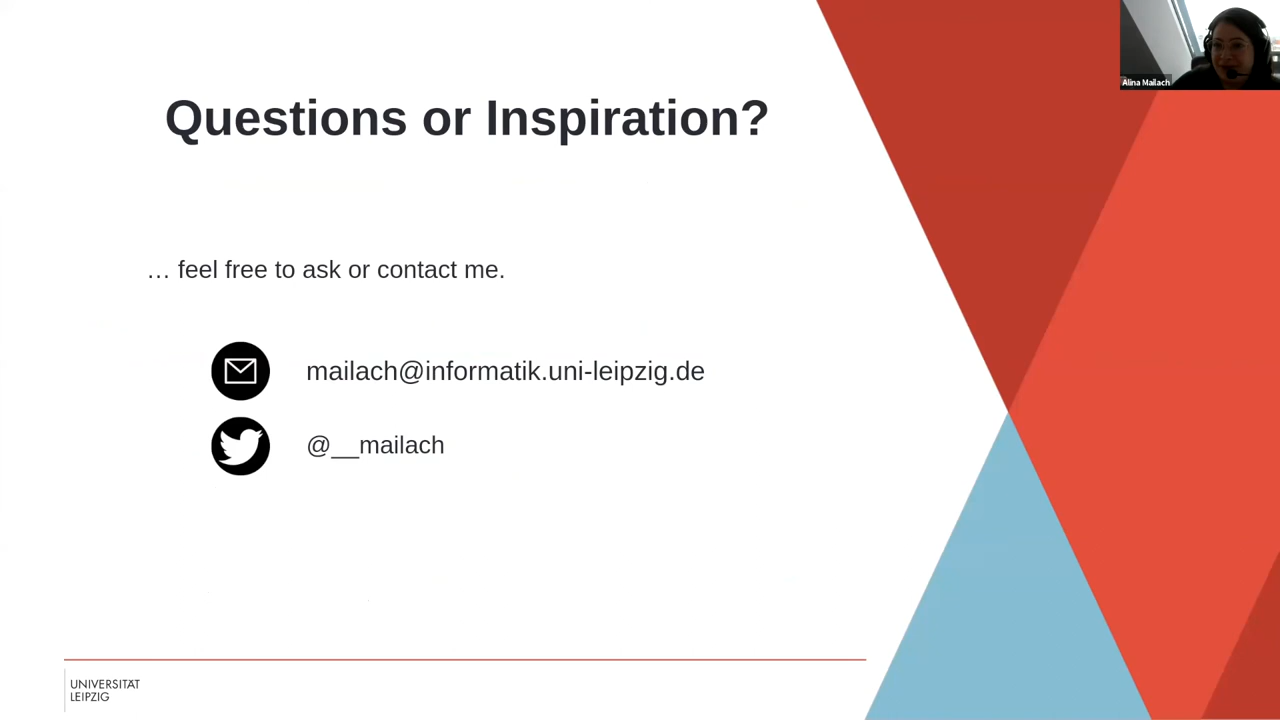 Alina Mailach
Questions or Inspiration?
… feel free to ask or contact me.
mailach@informatik.uni-leipzig.de
@__mailach
UNIVERSITÄT
LEIPZIG